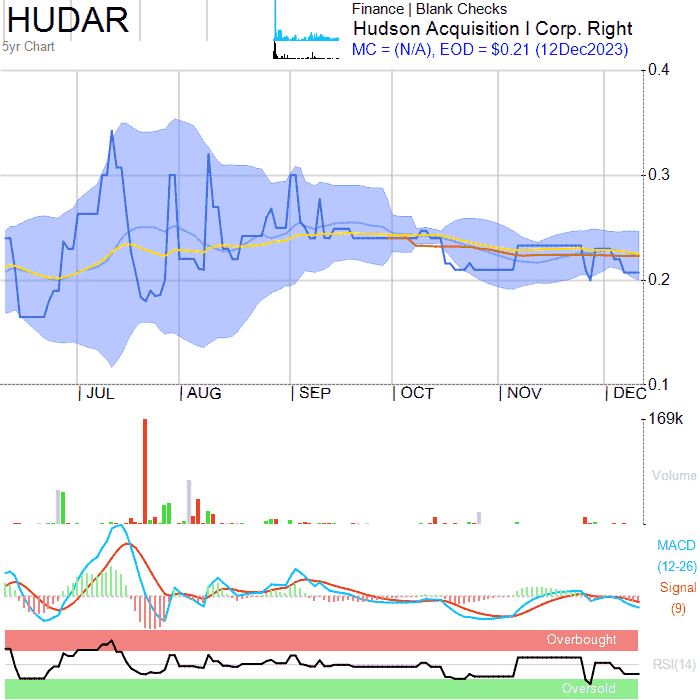 HUDAR
5yr Chart
Finance | Blank Checks
Hudson Acquisition I Corp. Right
MC = (N/A), EOD = $0.21 (12Dec2023)
0.4
0.3
0.2
0.1
JUL AUG SEP OCT NOV DEC
169k
Volume
MACD
(12-26)
Signal
(9)
Overbought
RSI(14)
Oversold